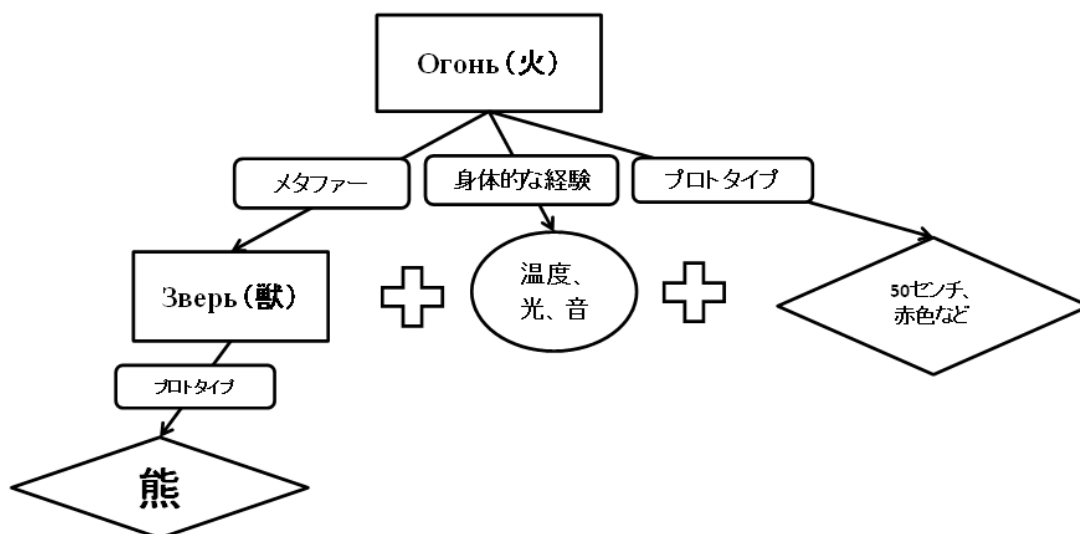 Огонь（火）
メタファー
身体的な経験
プロトタイプ
Зверь（獣）
温度、
光、音
50センチ、
赤色など
プロトタイプ
熊